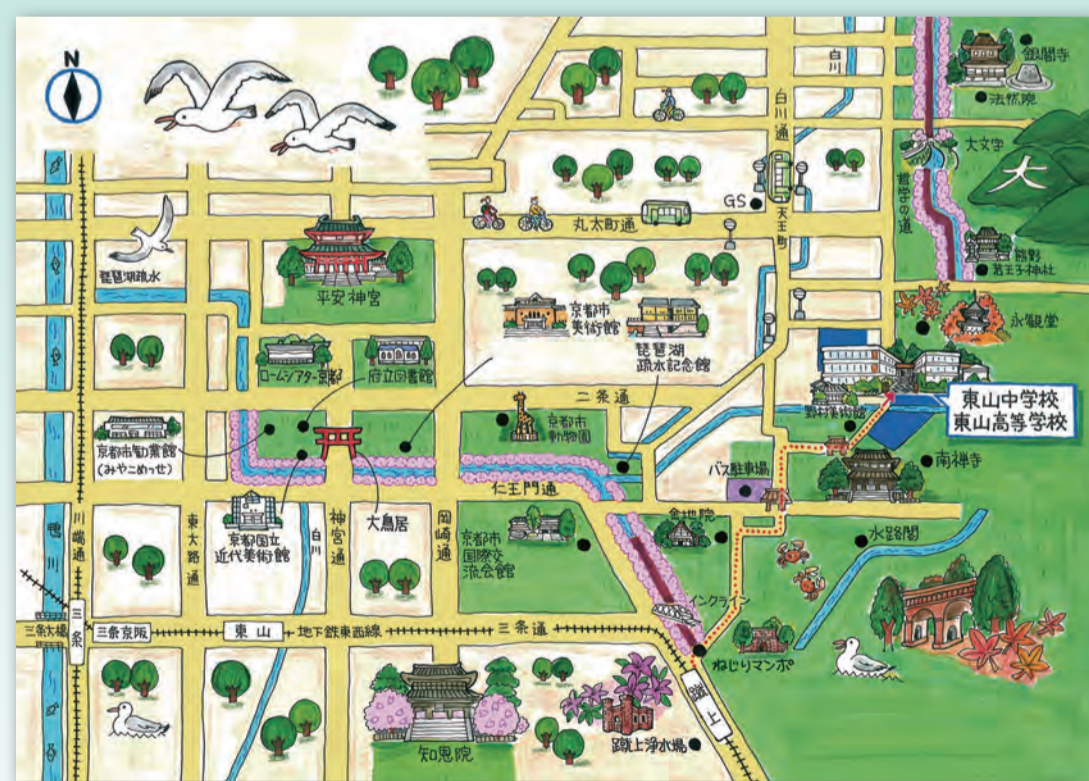 N
白川
銀閣寺
法然院
白川通
大文字
大
哲学の道
GS
天王町
丸太町通
熊野
若王子神社
琵琶湖疏水
平安神宮
京都市
美術館
琵琶湖
疏水記念館
永観堂
ロームシアター京都
府立図書館
二条通
野村美術館
東山中学校
東山高等学校
京都市勧業館
(みやこめっせ)
京都市
動物園
南禅寺
バス駐車場
仁王門通
大鳥居
京都国立
近代美術館
鴨川
川端通
東大路通
白川
神宮通
岡崎通
京都市
国際交
流会館
金地院
水路閣
インクライン
三条大橋
三条
三条京阪
東山
地下鉄東西線
三条通
ねじりマンポ
蹴上
知恩院
蹴上浄水場